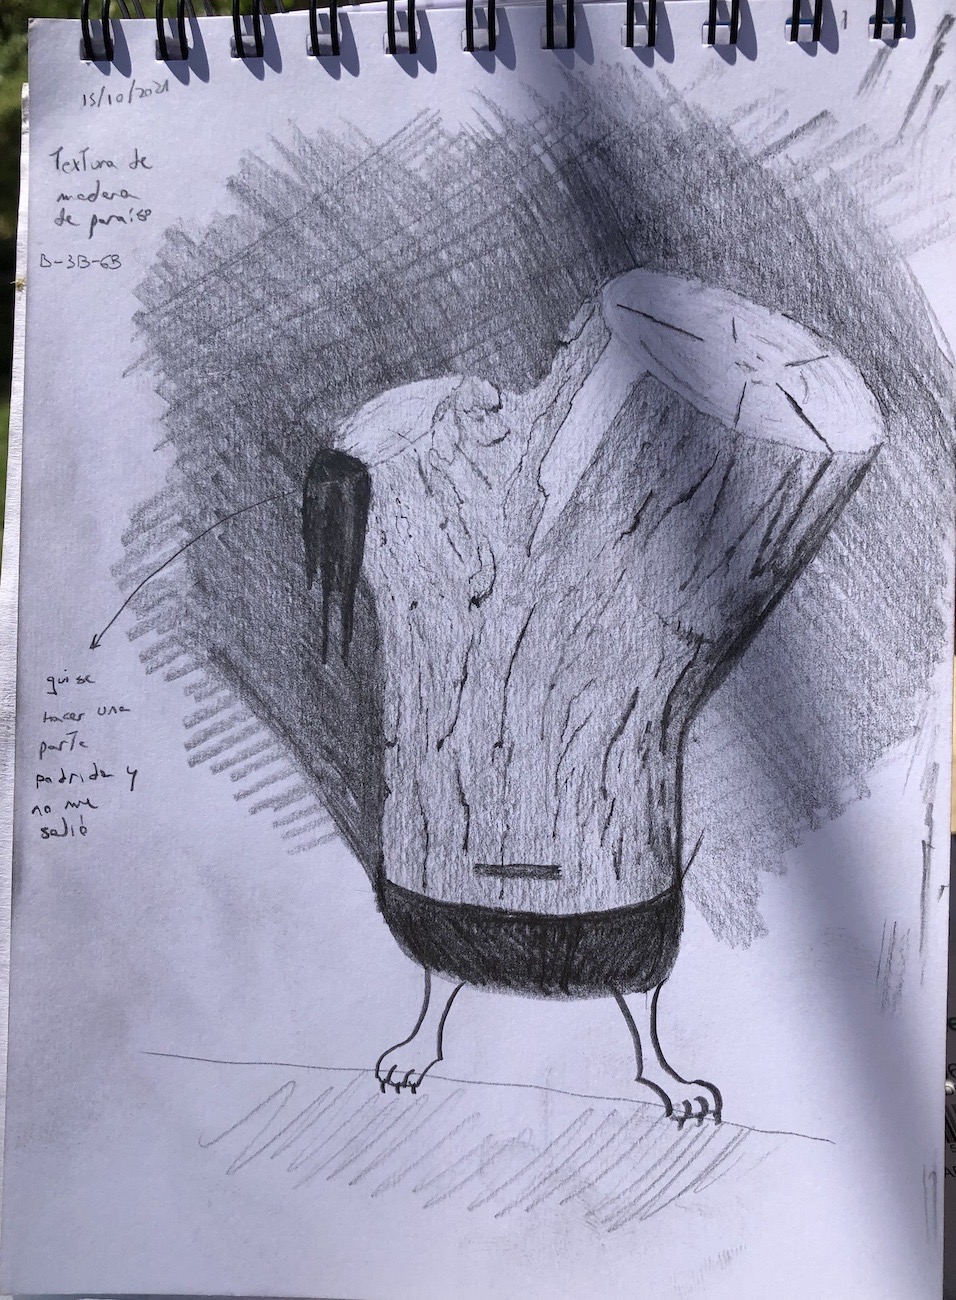 15/10/2021
Textura de
madera
de paraíso
B-3B-6B
quise
hacer una
parte
podrida y
no me
salió